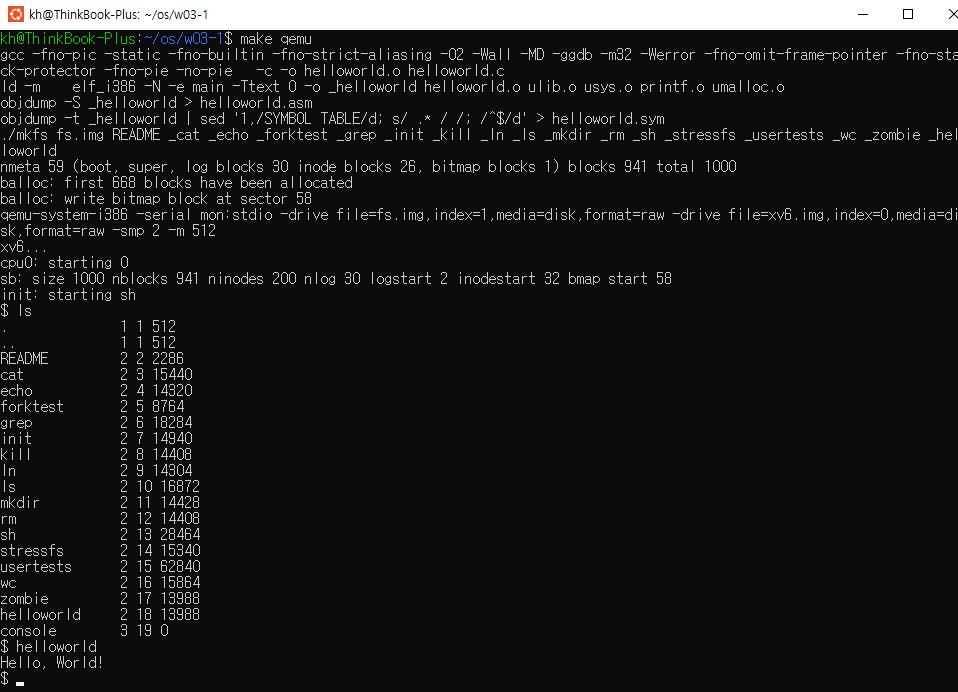 kh@ThinkBook-Plus: ~/os/w03-1
kh@ThinkBook-Plus:~/os/w03-1$ make qemu
gcc -fno-pic -static -fno-builtin -fno-strict-aliasing -O2 -Wall -MD -ggdb -m32 -Werror -fno-omit-frame-pointer -fno-sta
ck-protector -fno-pie -no-pie   -c -o helloworld.o helloworld.c
ld -m    elf_i386 -N -e main -Ttext 0 -o _helloworld helloworld.o ulib.o usys.o printf.o umalloc.o
objdump -S _helloworld > helloworld.asm
objdump -t _helloworld | sed '1,/SYMBOL TABLE/d; s/ .* / /; /^$/d' > helloworld.sym
./mkfs fs.img README _cat _echo _forktest _grep _init _kill _ln _ls _mkdir _rm _sh _stressfs _usertests _wc _zombie _hel
loworld
nmeta 59 (boot, super, log blocks 30 inode blocks 26, bitmap blocks 1) blocks 941 total 1000
balloc: first 668 blocks have been allocated
balloc: write bitmap block at sector 58
qemu-system-i386 -serial mon:stdio -drive file=fs.img,index=1,media=disk,format=raw -drive file=xv6.img,index=0,media=di
sk,format=raw -smp 2 -m 512
xv6...
cpu0: starting 0
sb: size 1000 nblocks 941 ninodes 200 nlog 30 logstart 2 inodestart 32 bmap start 58
init: starting sh
$ ls
.              1 1 512
..             1 1 512
README         2 2 2286
cat            2 3 15440
echo           2 4 14320
forktest       2 5 8764
grep           2 6 18284
init           2 7 14940
kill           2 8 14408
ln             2 9 14304
ls             2 10 16872
mkdir          2 11 14428
rm             2 12 14408
sh             2 13 28464
stressfs       2 14 15340
usertests      2 15 62840
wc             2 16 15864
zombie         2 17 13988
helloworld     2 18 13988
console        3 19 0
$ helloworld
Hello, World!
$